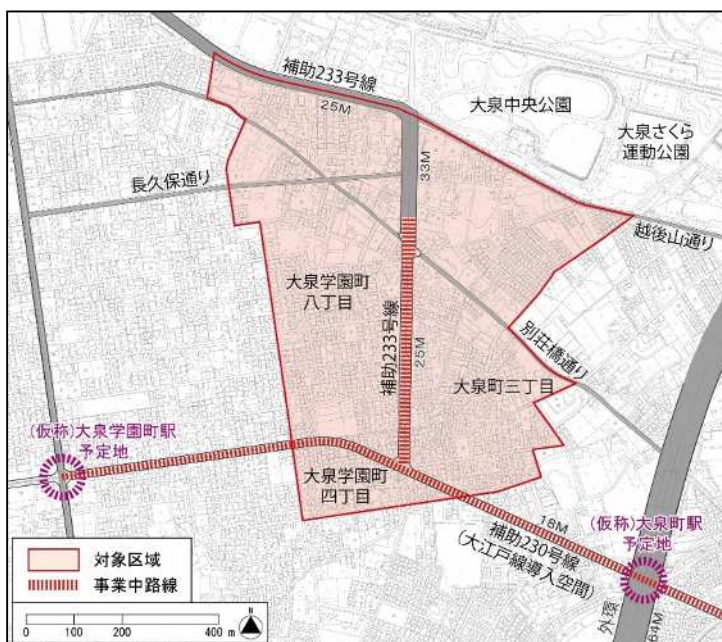 補助233号線
25M
大泉中央公園
大泉さくら
運動公園
長久保通り
33M
越後山通り
大泉学園町
八丁目
補助233号線
25M
別荘橋通り
大泉町三丁目
(仮称)大泉学園町駅
予定地
大泉学園町
四丁目
18M
補助230号線
(大江戸線導入空間)
(仮称)大泉町駅
予定地
外環
64M
対象区域
事業中路線
0 100 200 400 m
N